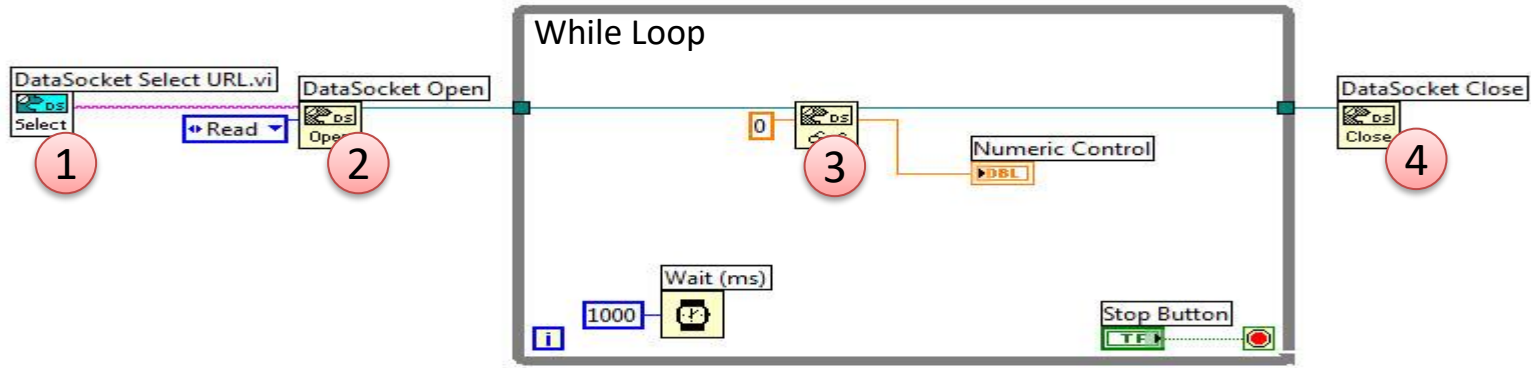 While Loop
DataSocket Select URL.vi
DS
Select
1
Read
DataSocket Open
DS
Open
2
0
DS
3
Numeric Control
DBL
DataSocket Close
DS
Close
4
Wait (ms)
1000
i
Stop Button
TF